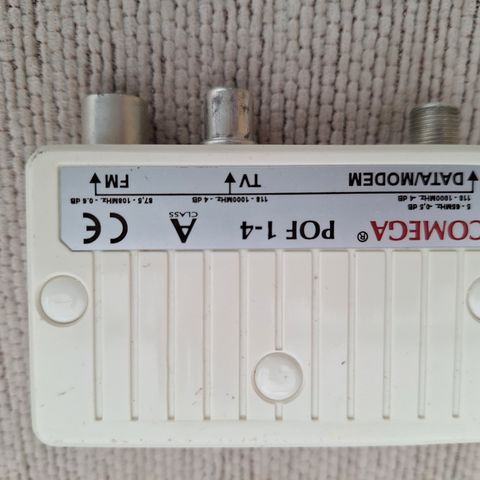 COMEGA® POF 1-4 A CLASS CE
5 - 65MHz, -0,5 dB
118 - 1000MHz -4 dB
118 - 1000MHz - 4 dB
87,5 - 108MHz - 0,6 dB
DATA/MODEM TV FM